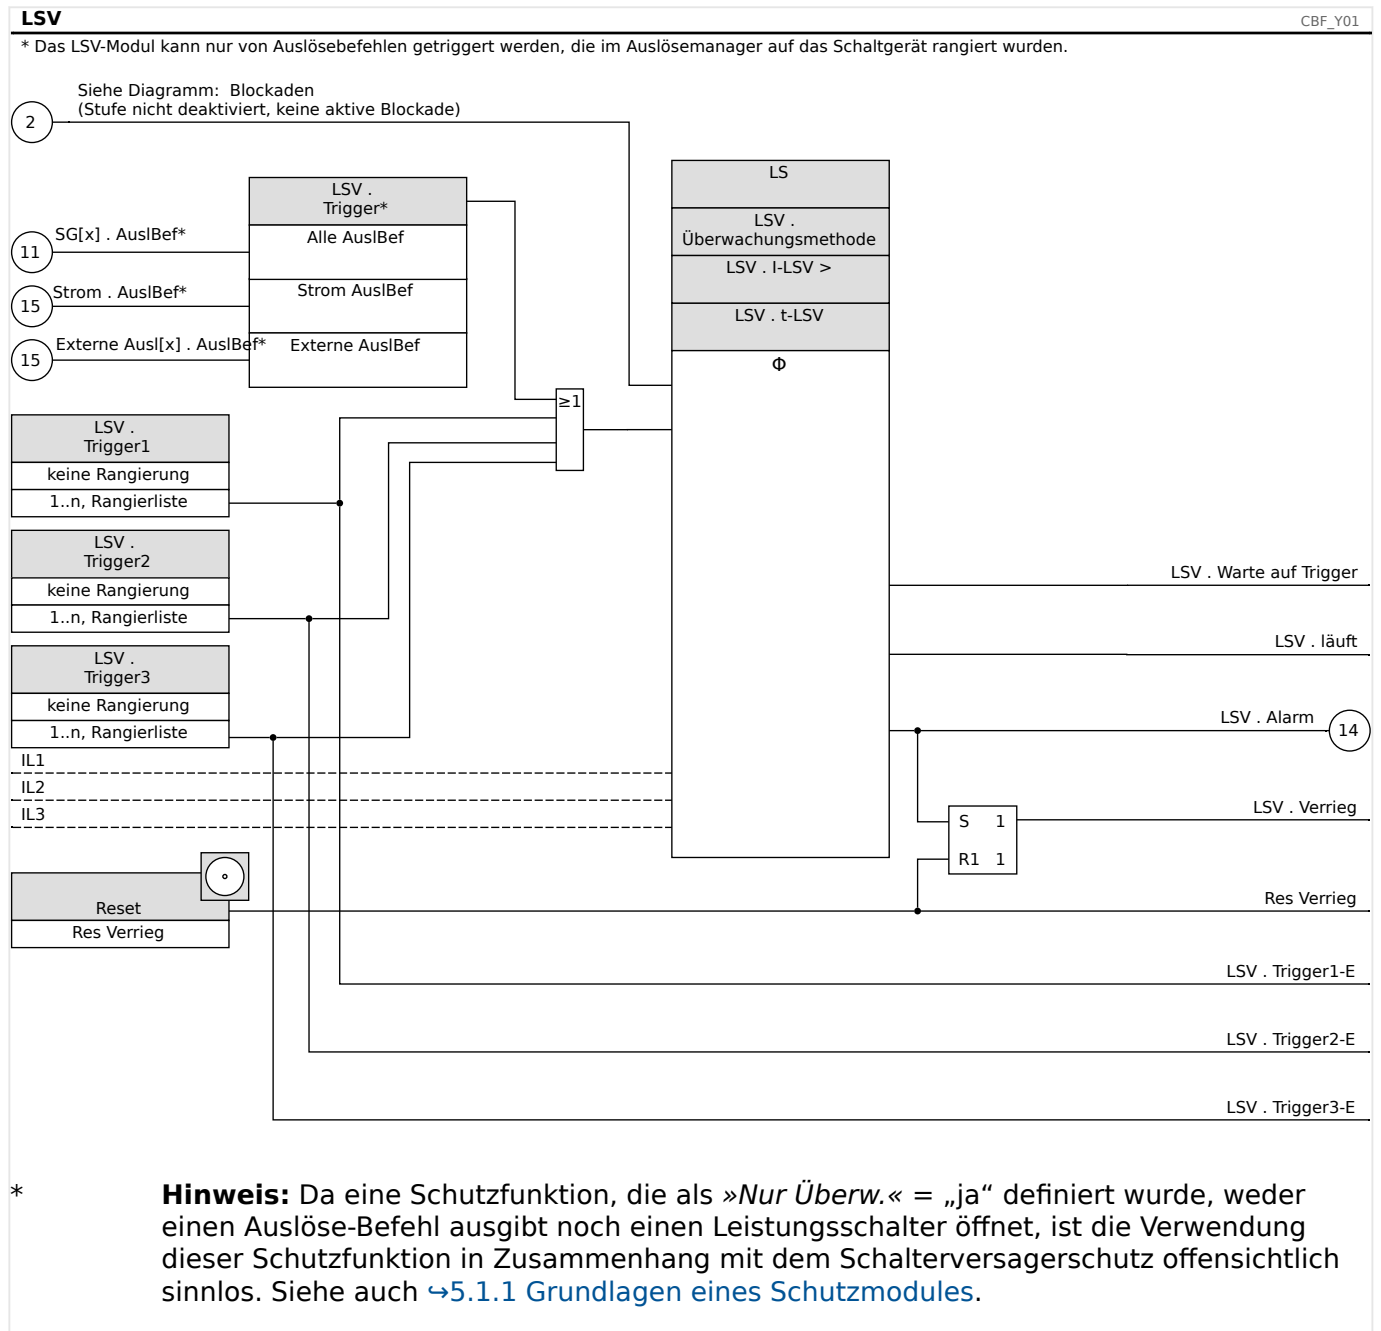 LSV
CBF_Y01
* Das LSV-Modul kann nur von Auslösebefehlen getriggert werden, die im Auslösemanager auf das Schaltgerät rangiert wurden.
Siehe Diagramm: Blockaden
(Stufe nicht deaktiviert, keine aktive Blockade)
2
LSV .
Trigger*
SG[x] . AuslBef*
11
Alle AuslBef
Strom . AuslBef*
15
Strom AuslBef
Externe Ausl[x] . AuslBef*
15
Externe AuslBef
LS
LSV .
Überwachungsmethode
LSV . I-LSV >
LSV . t-LSV
Φ
≥1
LSV .
Trigger1
keine Rangierung
1..n, Rangierliste
LSV .
Trigger2
keine Rangierung
1..n, Rangierliste
LSV .
Trigger3
keine Rangierung
1..n, Rangierliste
IL1
IL2
IL3
LSV . Warte auf Trigger
LSV . läuft
LSV . Alarm
14
S 1
R1 1
LSV . Verrieg
Reset
Res Verrieg
Res Verrieg
LSV . Trigger1-E
LSV . Trigger2-E
LSV . Trigger3-E
* Hinweis: Da eine Schutzfunktion, die als »Nur Überw.« = „ja“ definiert wurde, weder
einen Auslöse-Befehl ausgibt noch einen Leistungsschalter öffnet, ist die Verwendung
dieser Schutzfunktion in Zusammenhang mit dem Schalterversagerschutz offensichtlich
sinnlos. Siehe auch ↪5.1.1 Grundlagen eines Schutzmodules.